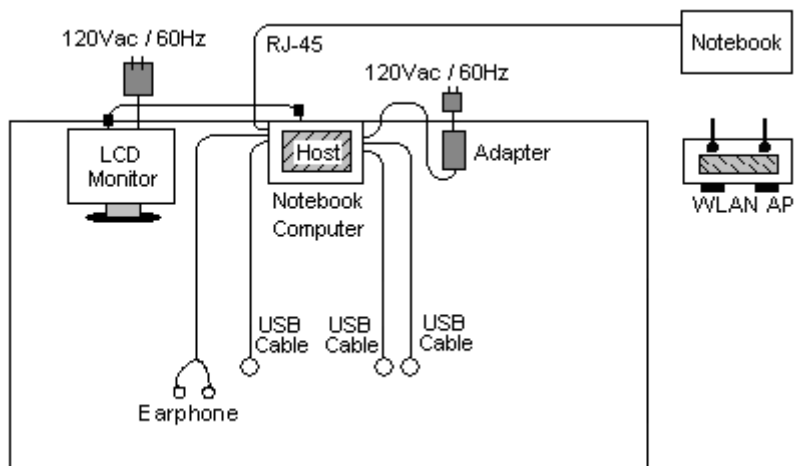 120Vac / 60Hz
RJ-45
Notebook
120Vac / 60Hz
LCD
Monitor
Host
Adapter
Notebook
Computer
WLAN AP
USB
Cable
USB
Cable
USB
Cable
Earphone